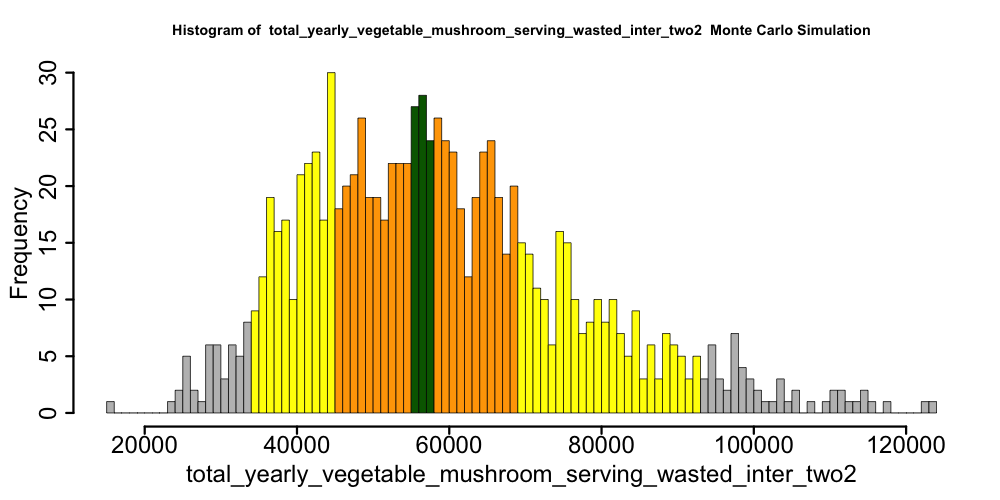 Histogram of  total_yearly_vegetable_mushroom_serving_wasted_inter_two2  Monte Carlo Simulation
Frequency
30
25
20
15
10
5
0
20000 40000 60000 80000 100000 120000
total_yearly_vegetable_mushroom_serving_wasted_inter_two2